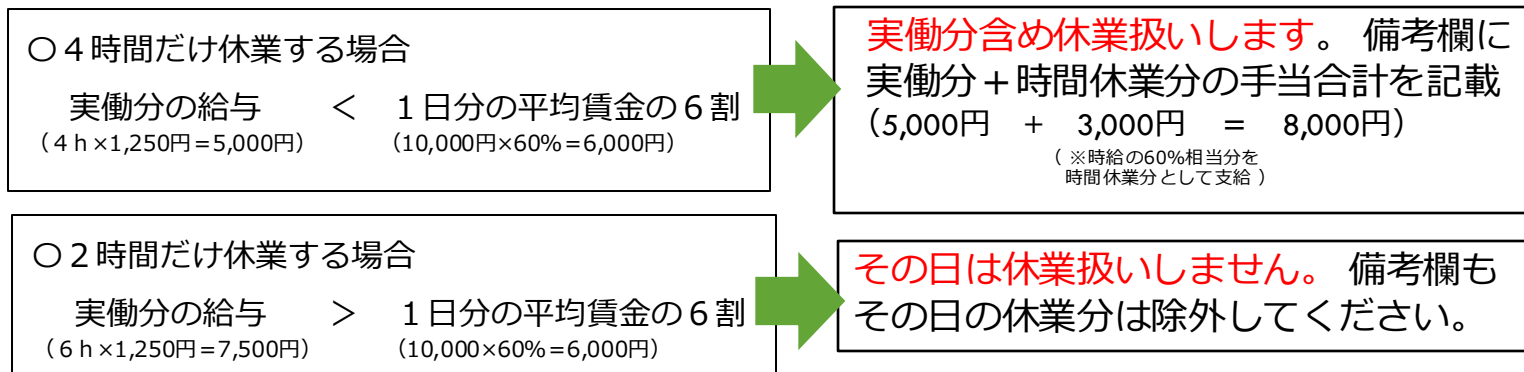 〇４時間だけ休業する場合
実働分の給与　＜　１日分の平均賃金の６割
（４ｈ×1,250円＝5,000円）　（10,000円×60%＝6,000円）
実働分含め休業扱いします。 備考欄に
実働分＋時間休業分の手当合計を記載
（5,000円　＋　3,000円　＝　8,000円）
（ ※時給の60%相当分を
時間休業分として支給 ）
〇２時間だけ休業する場合
実働分の給与　＞　１日分の平均賃金の６割
（６ｈ×1,250円＝7,500円）　（10,000×60%＝6,000円）
その日は休業扱いしません。 備考欄も
その日の休業分は除外してください。